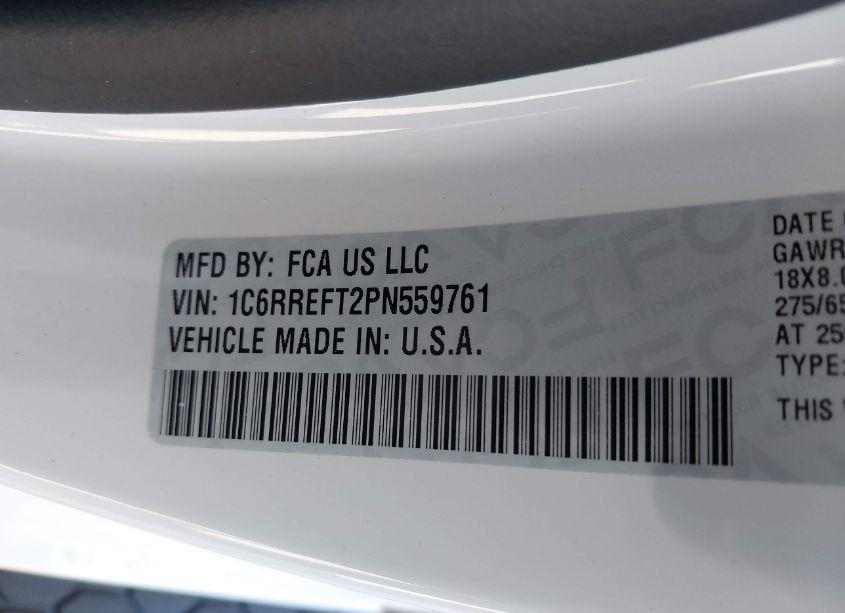 MFD BY: FCA US LLC
VIN: 1C6RREFT2PN559761
VEHICLE MADE IN: U.S.A.
DATE
GAWR
18X8.0
275/65
AT
TYPE:
THIS